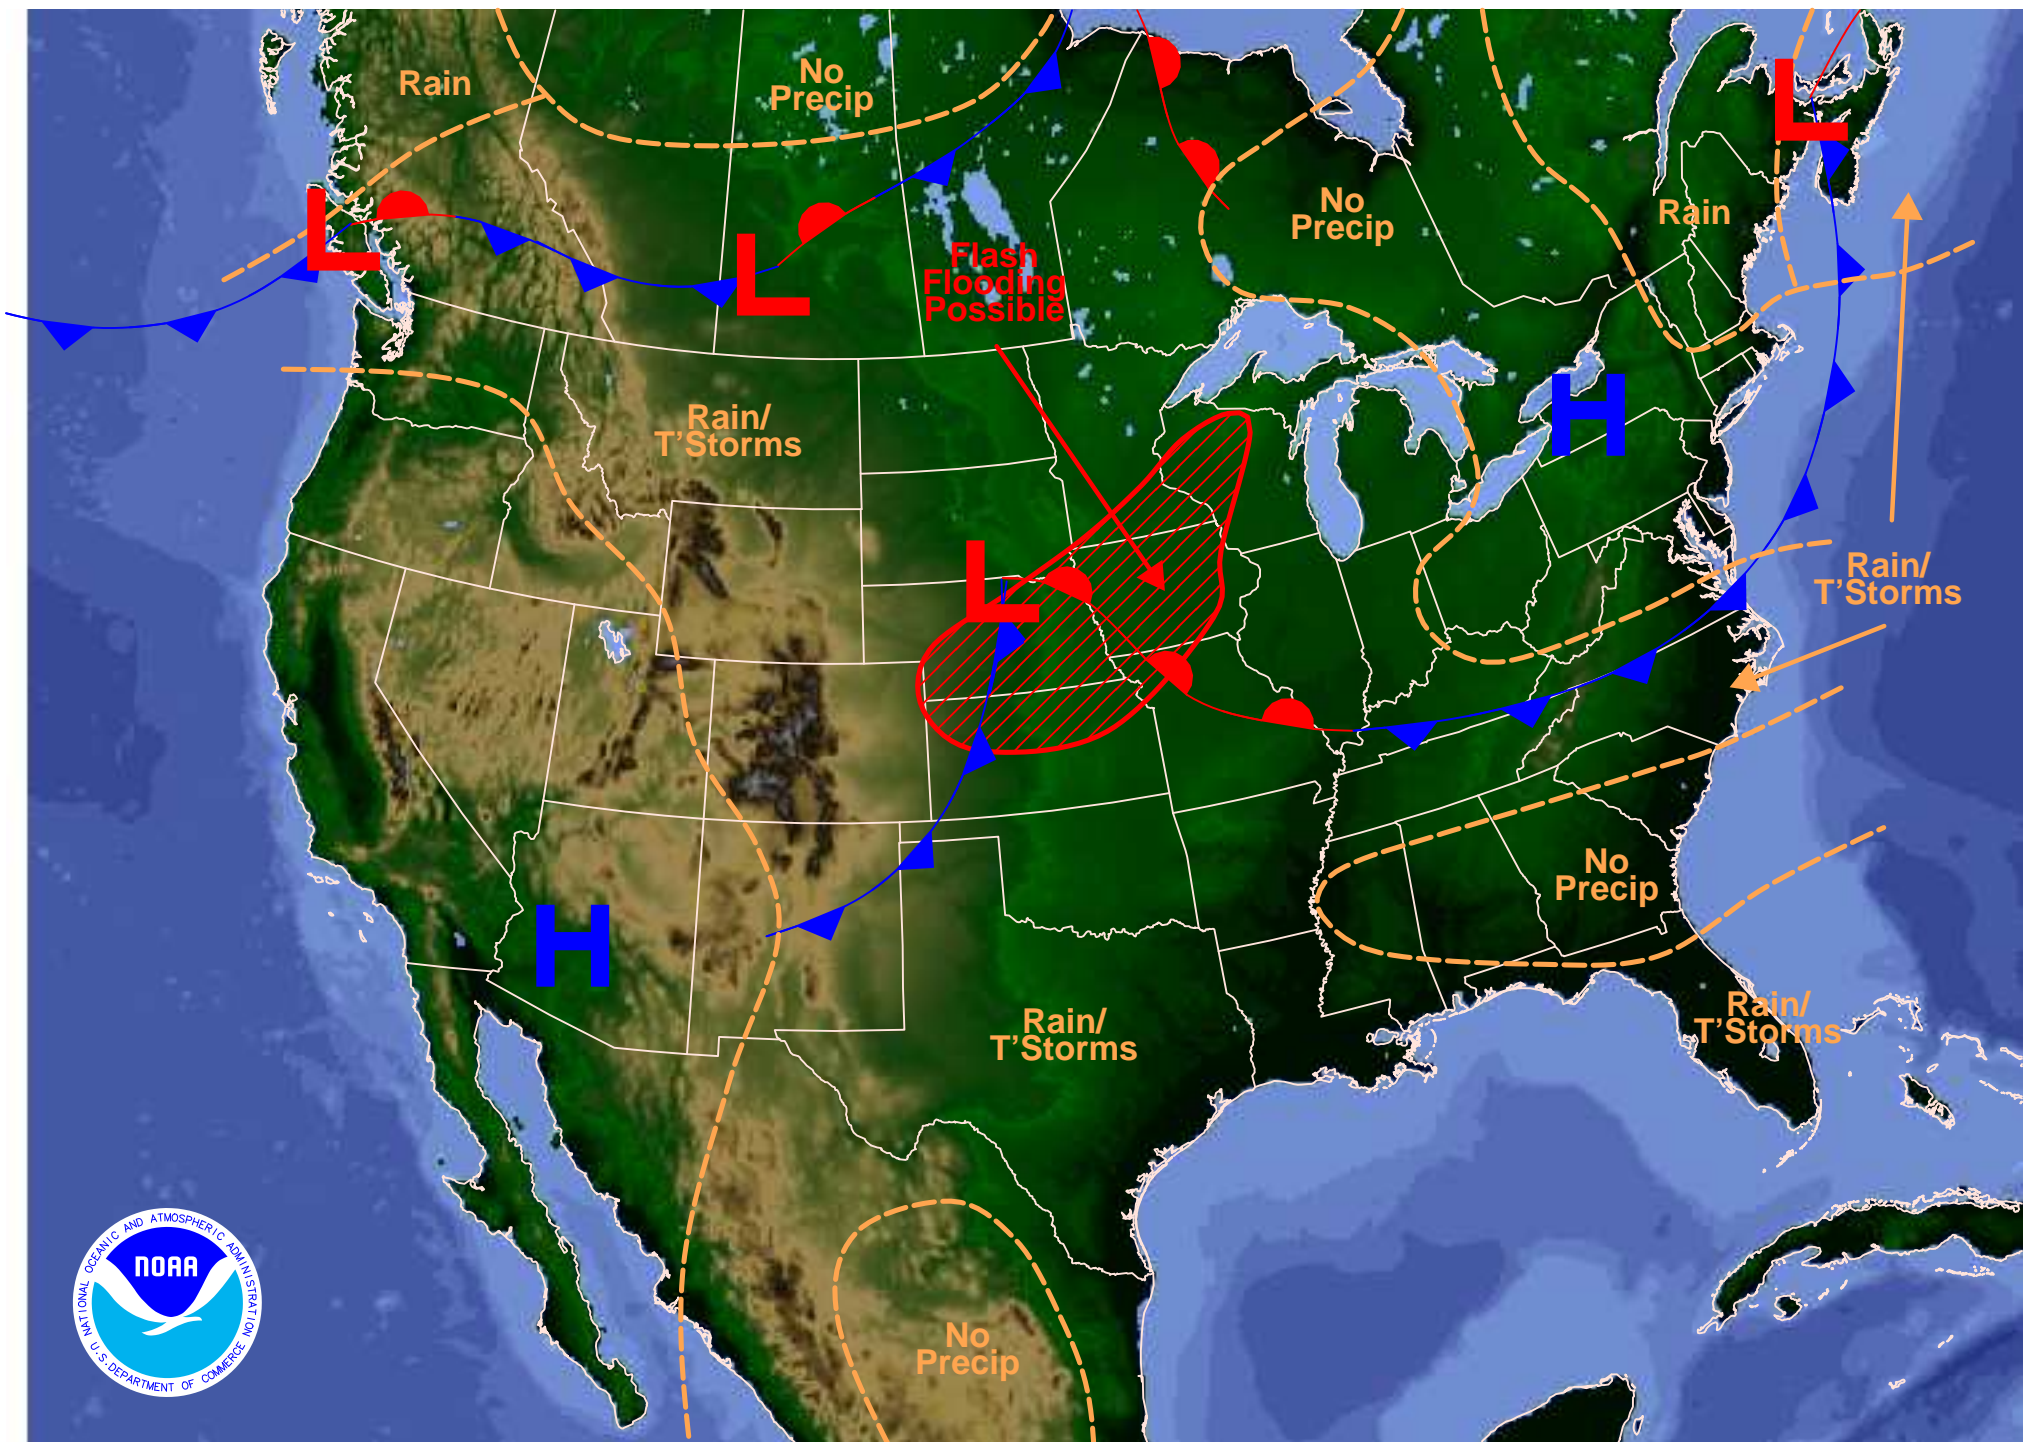 Rain
No
Precip
L
L
L
Flash
Flooding
Possible
No
Precip
Rain
H
Rain/
T'Storms
L
Rain/
T'Storms
No
Precip
H
Rain/
T'Storms
Rain/
T'Storms
No
Precip
NATIONAL OCEANIC AND ATMOSPHERIC ADMINISTRATION
NOAA
U.S. DEPARTMENT OF COMMERCE